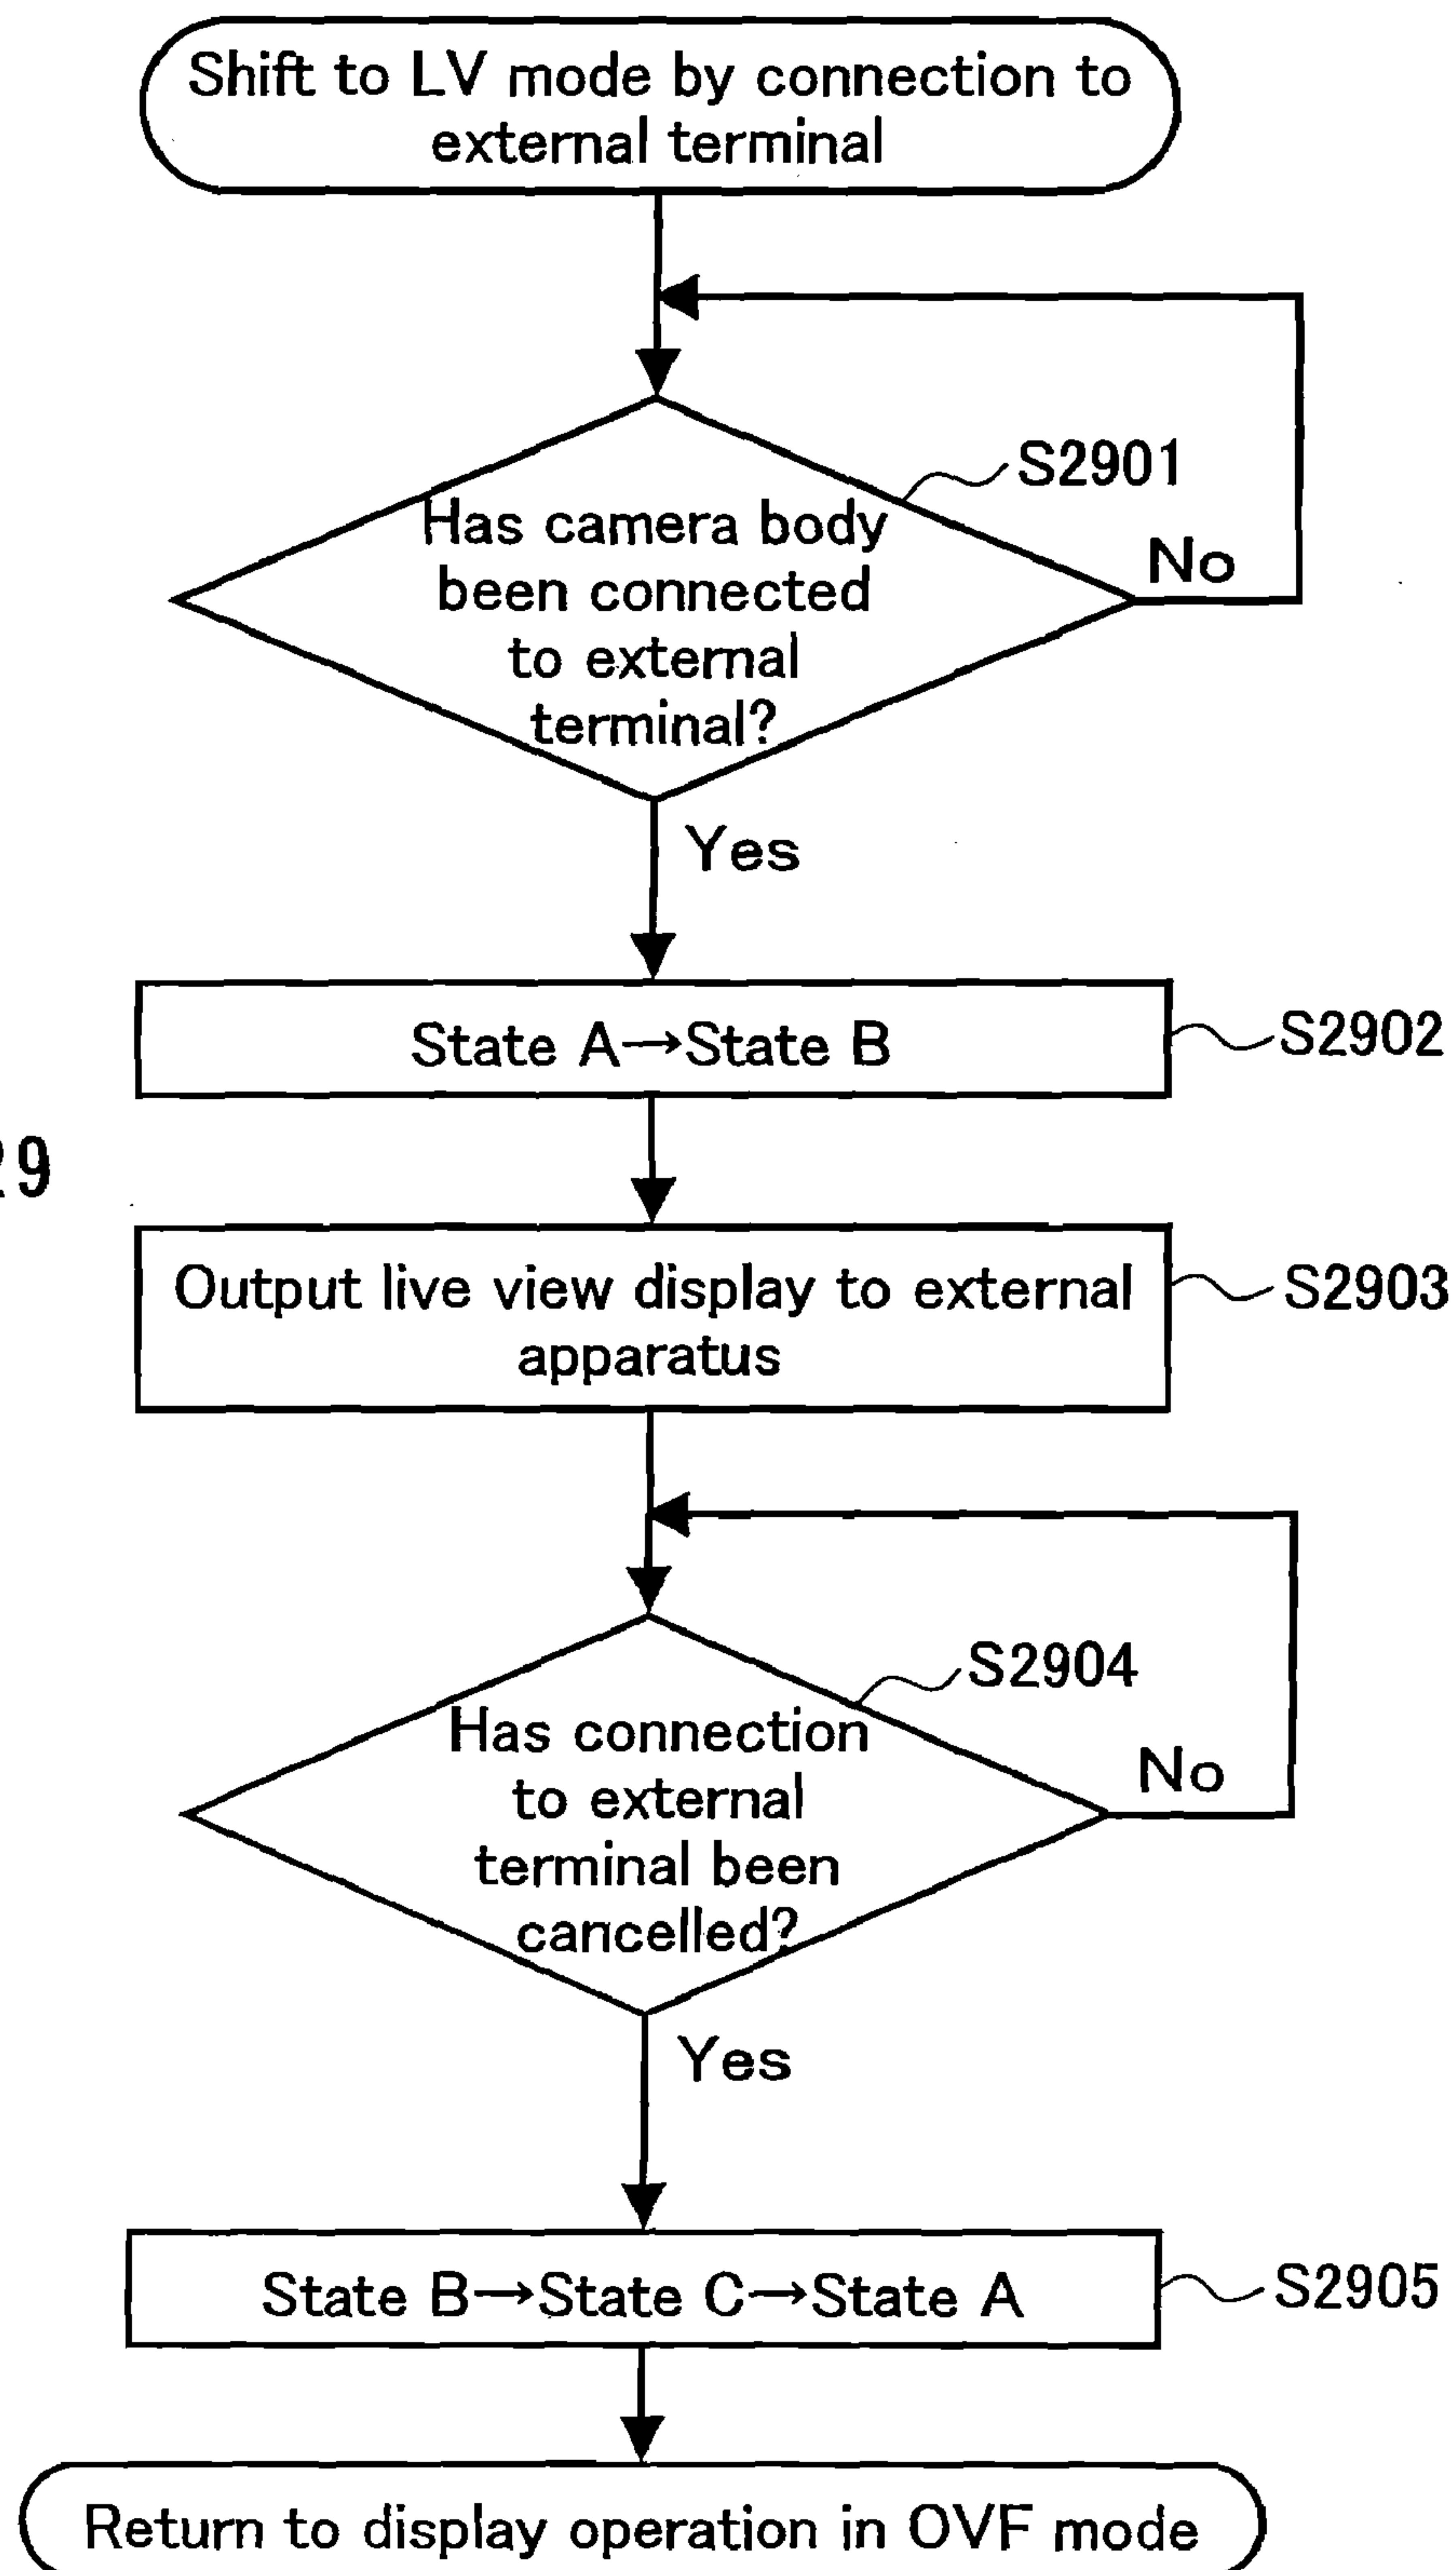 Shift to LV mode by connection to
external terminal
S2901
Has camera body
been connected
to external
terminal?
No
Yes
State A→State B
S2902
29
Output live view display to external
apparatus
S2903
S2904
Has connection
to external
terminal been
cancelled?
No
Yes
State B→State C→State A
S2905
Return to display operation in OVF mode